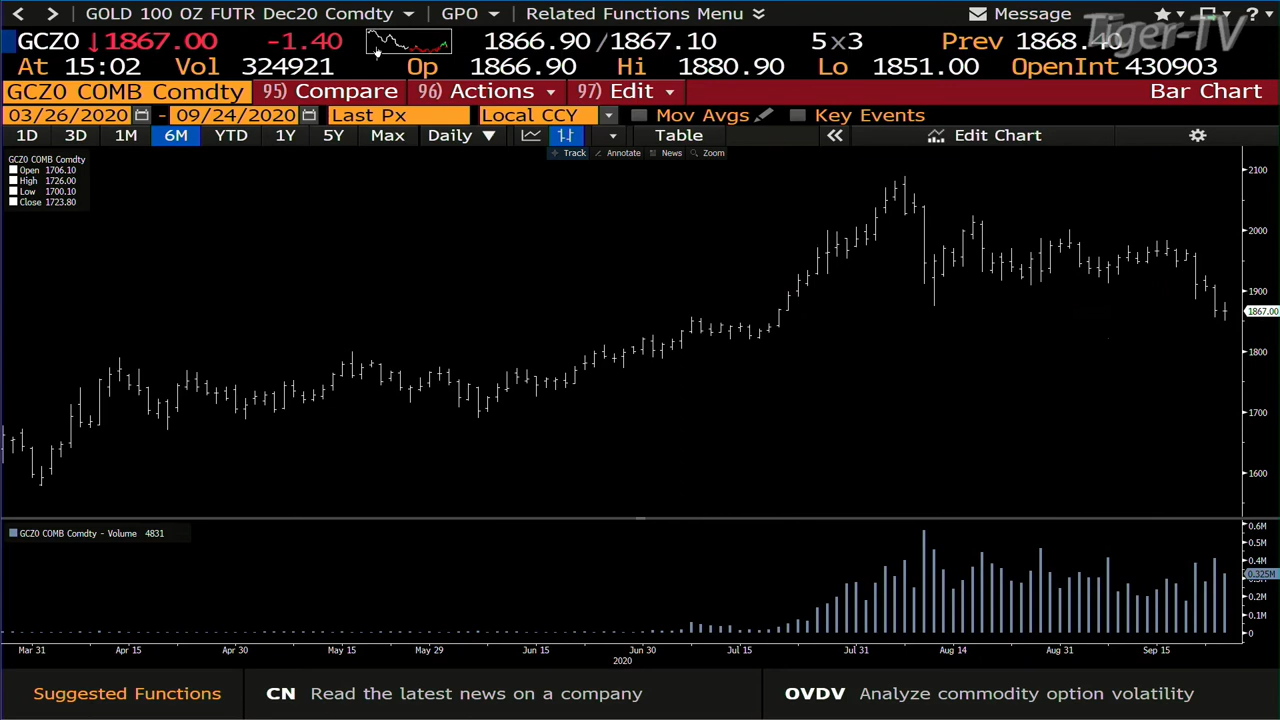 < > GOLD 100 OZ FUTR Dec20 Comdty GPO Related Functions Menu Message ?
Tiger-TV
GCZ0 ↓1867.00 -1.40 1866.90/1867.10 5x3 Prev 1868.40
At 15:02 Vol 324921 Op 1866.90 Hi 1880.90 Lo 1851.00 OpenInt 430903
GCZ0 COMB Comdty 95) Compare 96) Actions 97) Edit Bar Chart
03/26/2020 - 09/24/2020 Last Px Local CCY Mov Avgs Key Events
1D 3D 1M 6M YTD 1Y 5Y Max Daily ▼ Table « Edit Chart
Track Annotate News Zoom
GCZ0 COMB Comdty
Open 1706.10
High 1726.00
Low 1700.10
Close 1723.80
2100
2000
1900
1867.00
1800
1700
1600
GCZ0 COMB Comdty - Volume 4831
0.6M
0.5M
0.4M
0.325M
0.2M
0.1M
0
Mar 31 Apr 15 Apr 30 May 15 May 29 Jun 15 Jun 30 Jul 15 Jul 31 Aug 14 Aug 31 Sep 15
2020
Suggested Functions CN Read the latest news on a company OVDV Analyze commodity option volatility